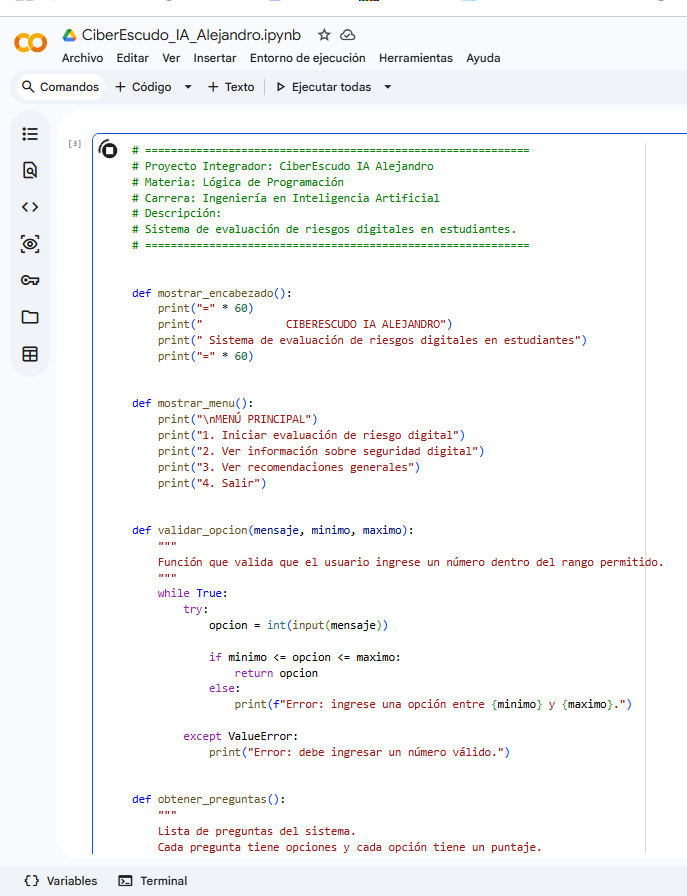 CiberEscudo_IA_Alejandro.ipynb
Archivo Editar Ver Insertar Entorno de ejecución Herramientas Ayuda
Comandos + Código + Texto Ejecutar todas
[3]
# ============================================================
# Proyecto Integrador: CiberEscudo IA Alejandro
# Materia: Lógica de Programación
# Carrera: Ingeniería en Inteligencia Artificial
# Descripción:
# Sistema de evaluación de riesgos digitales en estudiantes.
# ============================================================
def mostrar_encabezado():
    print("=" * 60)
    print("             CIBERESCUDO IA ALEJANDRO")
    print(" Sistema de evaluación de riesgos digitales en estudiantes")
    print("=" * 60)
def mostrar_menu():
    print("\nMENÚ PRINCIPAL")
    print("1. Iniciar evaluación de riesgo digital")
    print("2. Ver información sobre seguridad digital")
    print("3. Ver recomendaciones generales")
    print("4. Salir")
def validar_opcion(mensaje, minimo, maximo):
    """
    Función que valida que el usuario ingrese un número dentro del rango permitido.
    """
    while True:
        try:
            opcion = int(input(mensaje))
            if minimo <= opcion <= maximo:
                return opcion
            else:
                print(f"Error: ingrese una opción entre {minimo} y {maximo}.")
        except ValueError:
            print("Error: debe ingresar un número válido.")
def obtener_preguntas():
    """
    Lista de preguntas del sistema.
    Cada pregunta tiene opciones y cada opción tiene un puntaje.
Variables Terminal